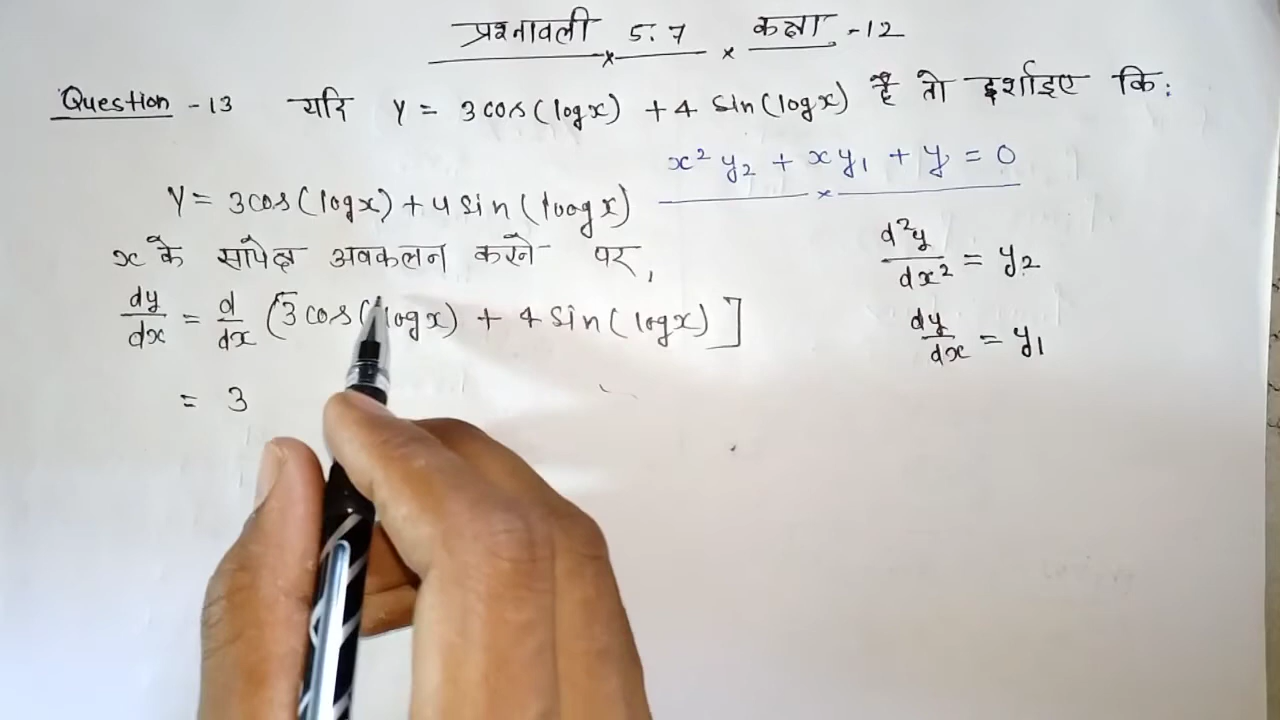 प्रश्नावली 5.7 कक्षा -12
Question -13 यदि y = 3cos(logx) + 4 sin(logx) है तो दर्शाइए कि:
x² y₂ + xy₁ + y = 0
y = 3cos(logx) + 4 sin(logx)
x के सापेक्ष अवकलन करने पर,
dy/dx = d/dx (3cos(logx) + 4 sin(logx)]
= 3
d²y/dx² = y₂
dy/dx = y₁